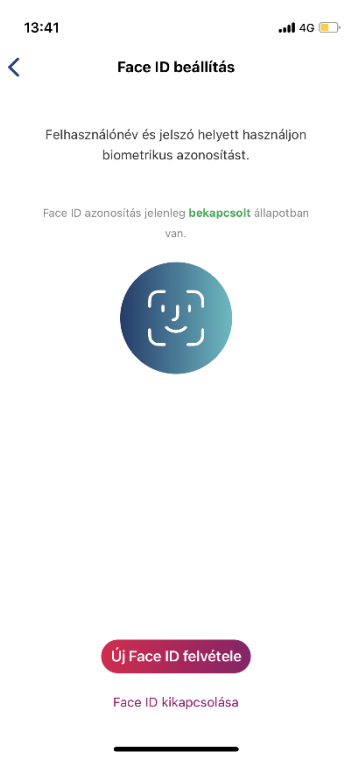 13:41
4G
Face ID beállítás
Felhasználónév és jelszó helyett használjon
biometrikus azonosítást.
Face ID azonosítás jelenleg bekapcsolt állapotban
van.
Új Face ID felvétele
Face ID kikapcsolása